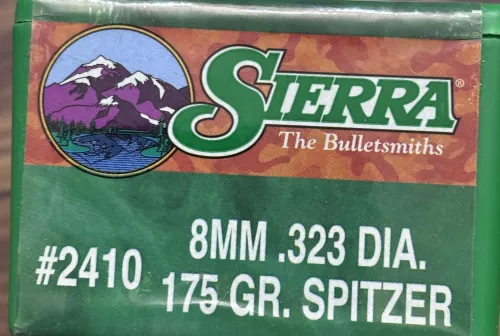 SIERRA®
The Bulletsmiths
#2410
8MM .323 DIA.
175 GR. SPITZER